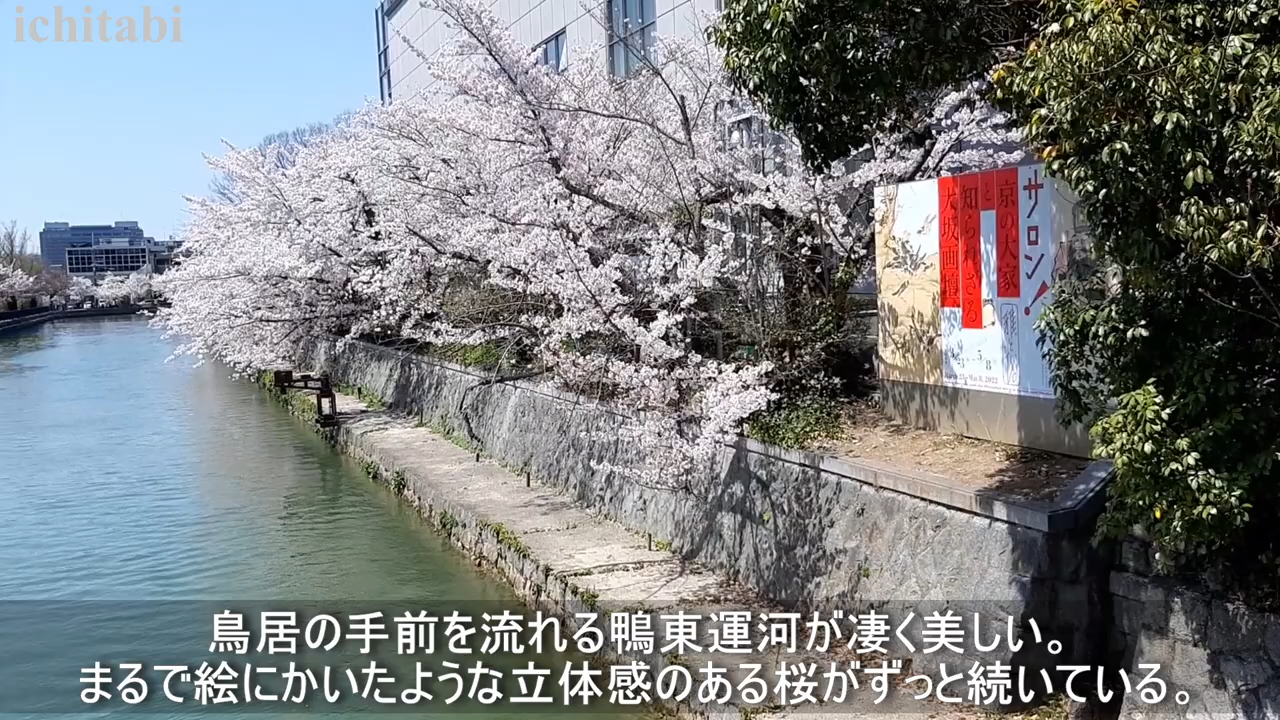 ichitabi
サロン!
京の大家
と
知られざる
大坂画壇
鳥居の手前を流れる鴨東運河が凄く美しい。
まるで絵にかいたような立体感のある桜がずっと続いている。